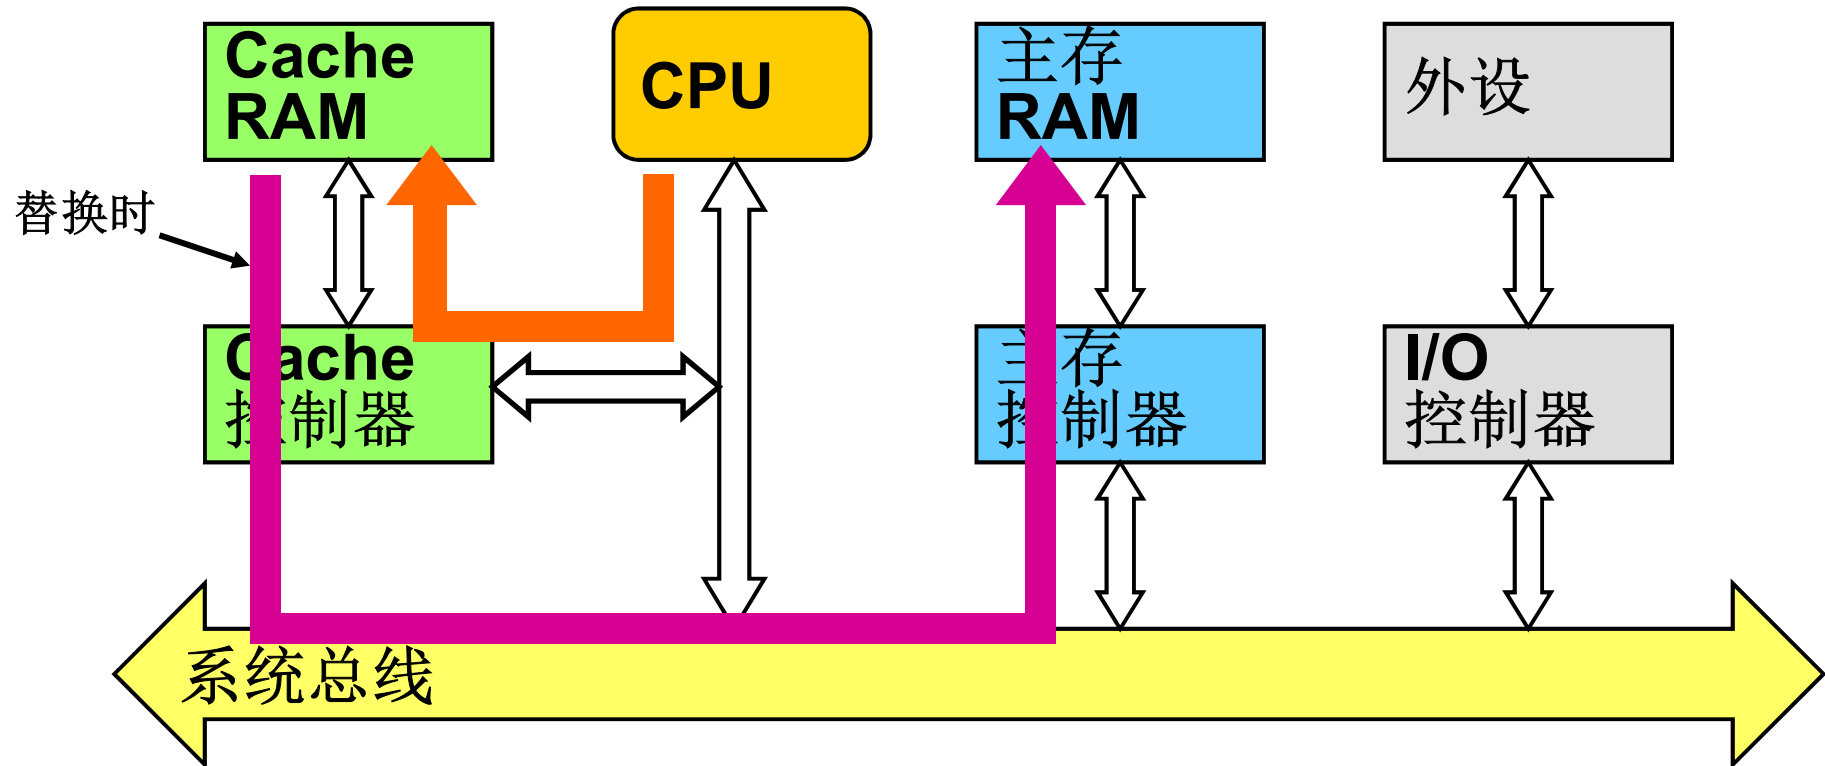 Cache
RAM
CPU
主存
RAM
外设
替换时
Cache
控制器
主存
控制器
I/O
控制器
系统总线